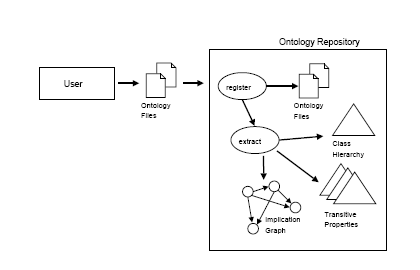 Ontology Repository
User
Ontology
Files
register
Ontology
Files
extract
Class
Hierarchy
Implication
Graph
Transitive
Properties